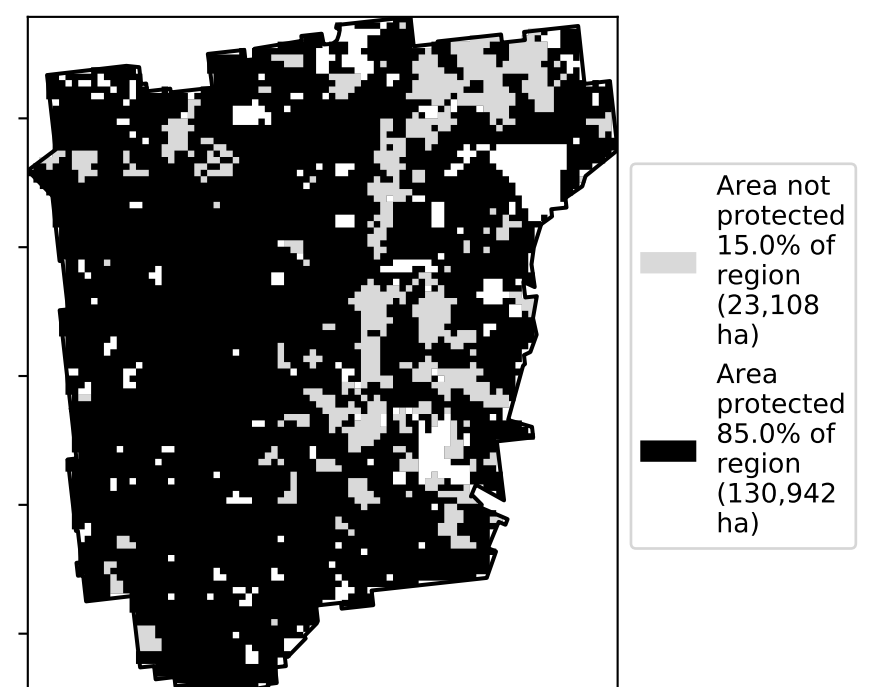 Area not
protected
15.0% of
region
(23,108
ha)
Area
protected
85.0% of
region
(130,942
ha)